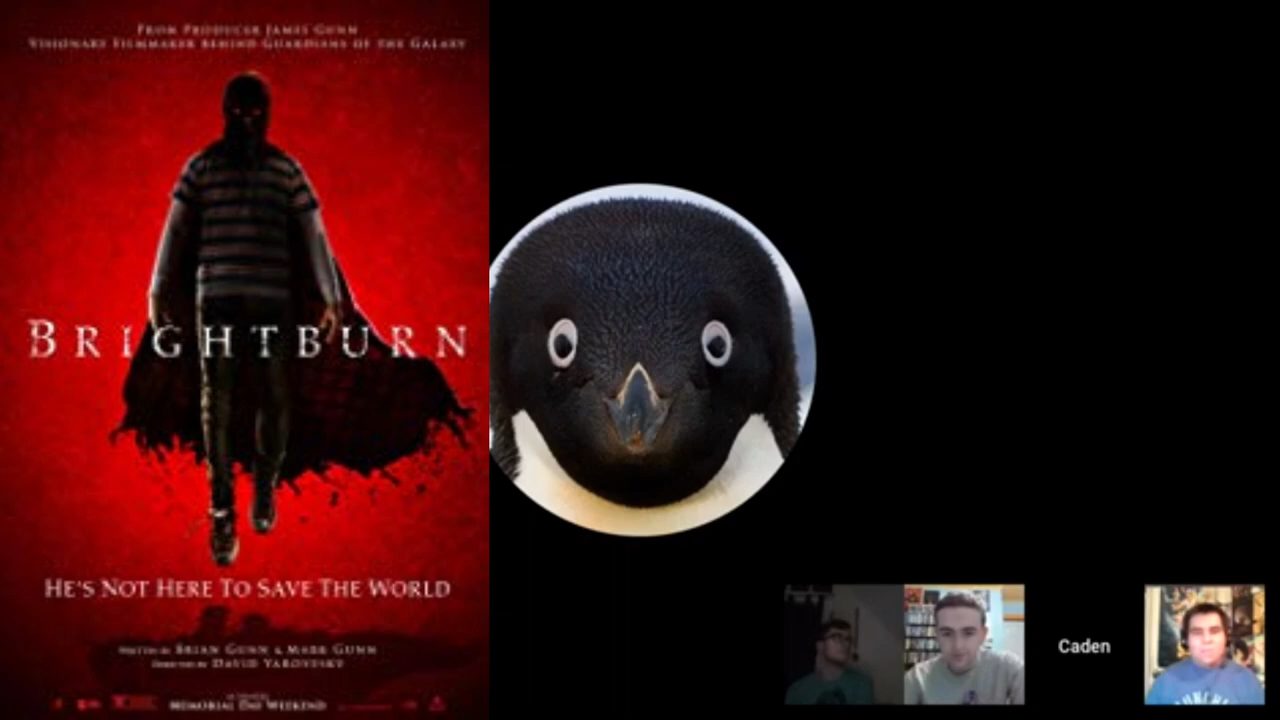 FROM PRODUCER JAMES GUNN
VISIONARY FILMMAKER BEHIND GUARDIANS OF THE GALAXY
BRIGHTBURN
HE'S NOT HERE TO SAVE THE WORLD
WRITTEN BY BRIAN GUNN & MARK GUNN
DIRECTED BY DAVID YAROVESKY
MEMORIAL DAY WEEKEND
Caden